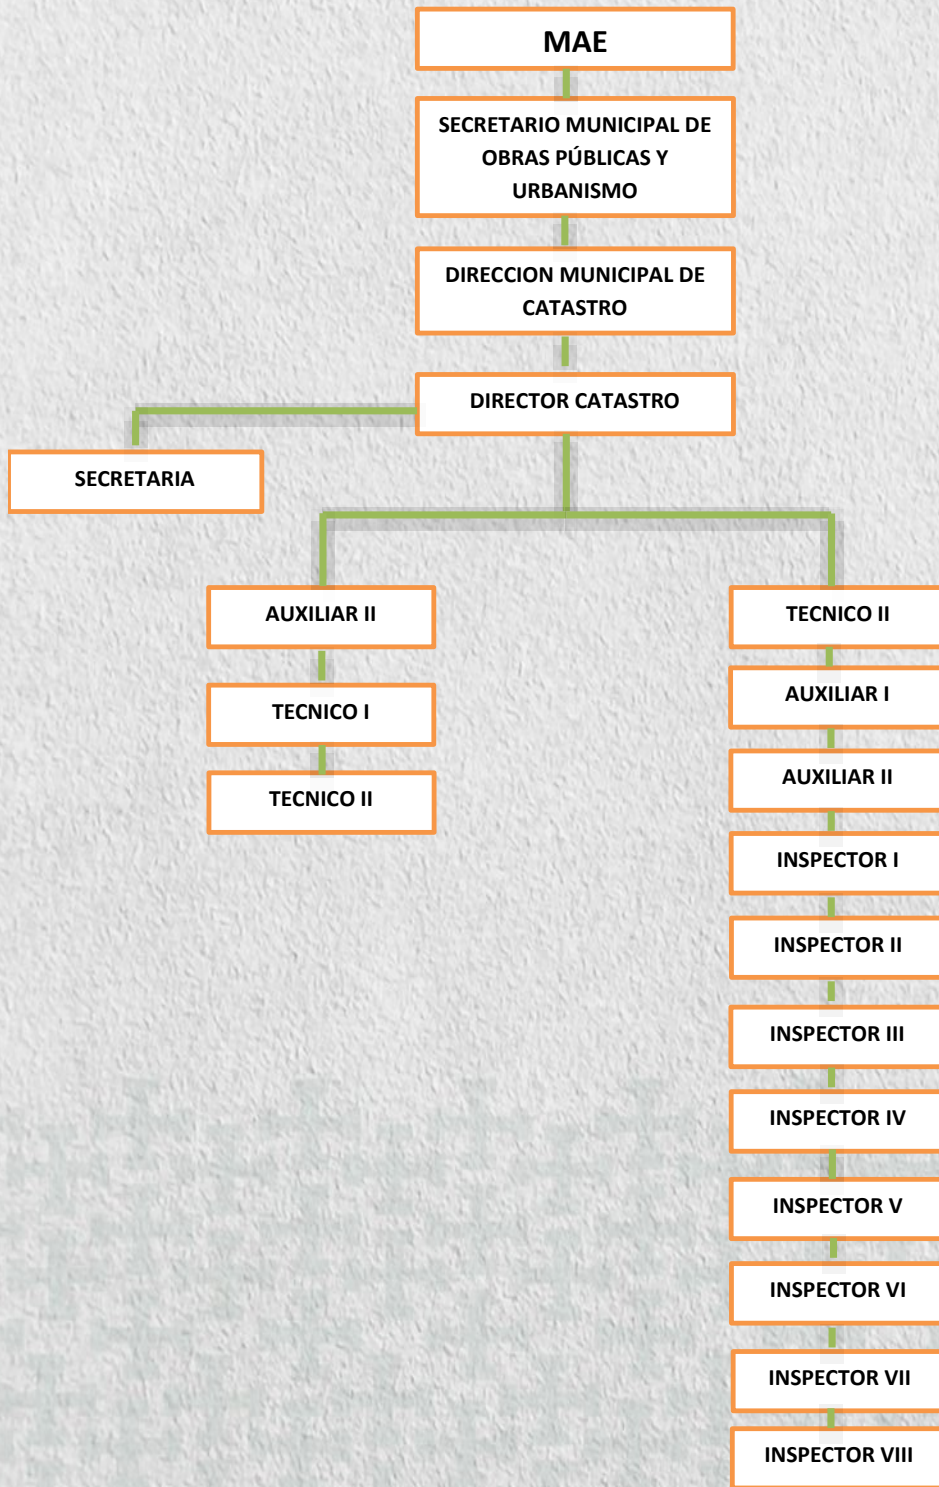 MAE
SECRETARIO MUNICIPAL DE
OBRAS PÚBLICAS Y
URBANISMO
DIRECCION MUNICIPAL DE
CATASTRO
DIRECTOR CATASTRO
SECRETARIA
AUXILIAR II
TECNICO I
TECNICO II
TECNICO II
AUXILIAR I
AUXILIAR II
INSPECTOR I
INSPECTOR II
INSPECTOR III
INSPECTOR IV
INSPECTOR V
INSPECTOR VI
INSPECTOR VII
INSPECTOR VIII